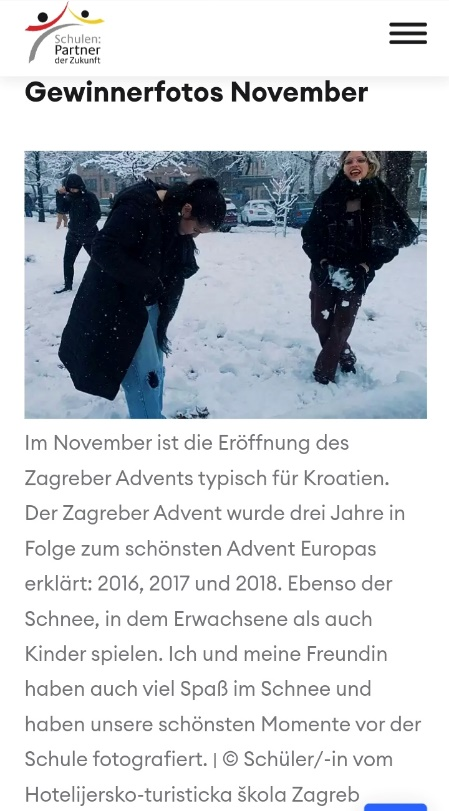 Schulen:
Partner
der Zukunft
Gewinnerfotos November
Im November ist die Eröffnung des
Zagreber Advents typisch für Kroatien.
Der Zagreber Advent wurde drei Jahre in
Folge zum schönsten Advent Europas
erklärt: 2016, 2017 und 2018. Ebenso der
Schnee, in dem Erwachsene als auch
Kinder spielen. Ich und meine Freundin
haben auch viel Spaß im Schnee und
haben unsere schönsten Momente vor der
Schule fotografiert. | © Schüler/-in vom
Hotelijersko-turisticka škola Zagreb